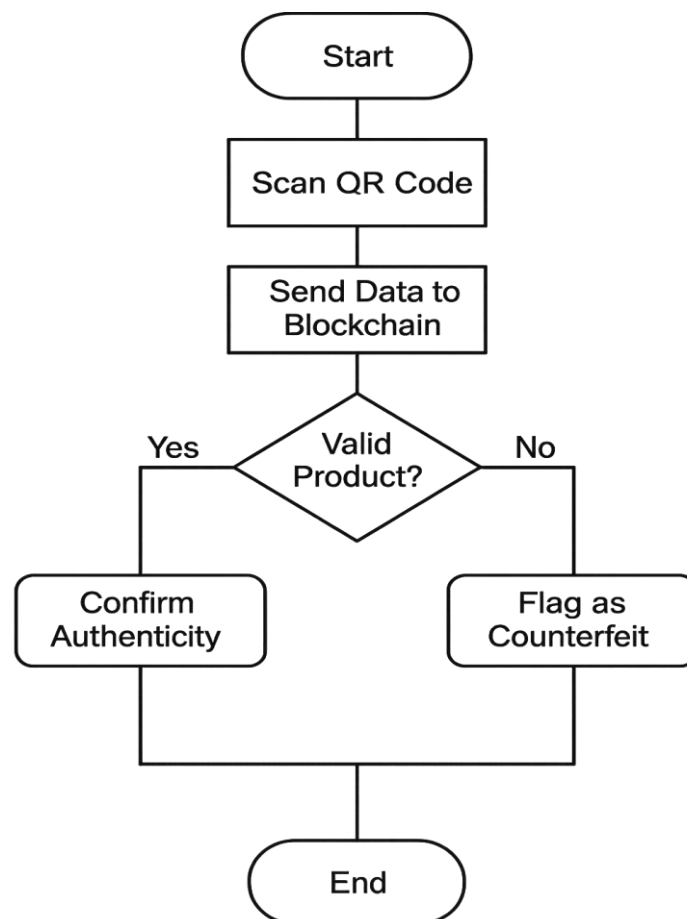 Start
Scan QR Code
Send Data to
Blockchain
Valid
Product?
Yes
No
Confirm
Authenticity
Flag as
Counterfeit
End